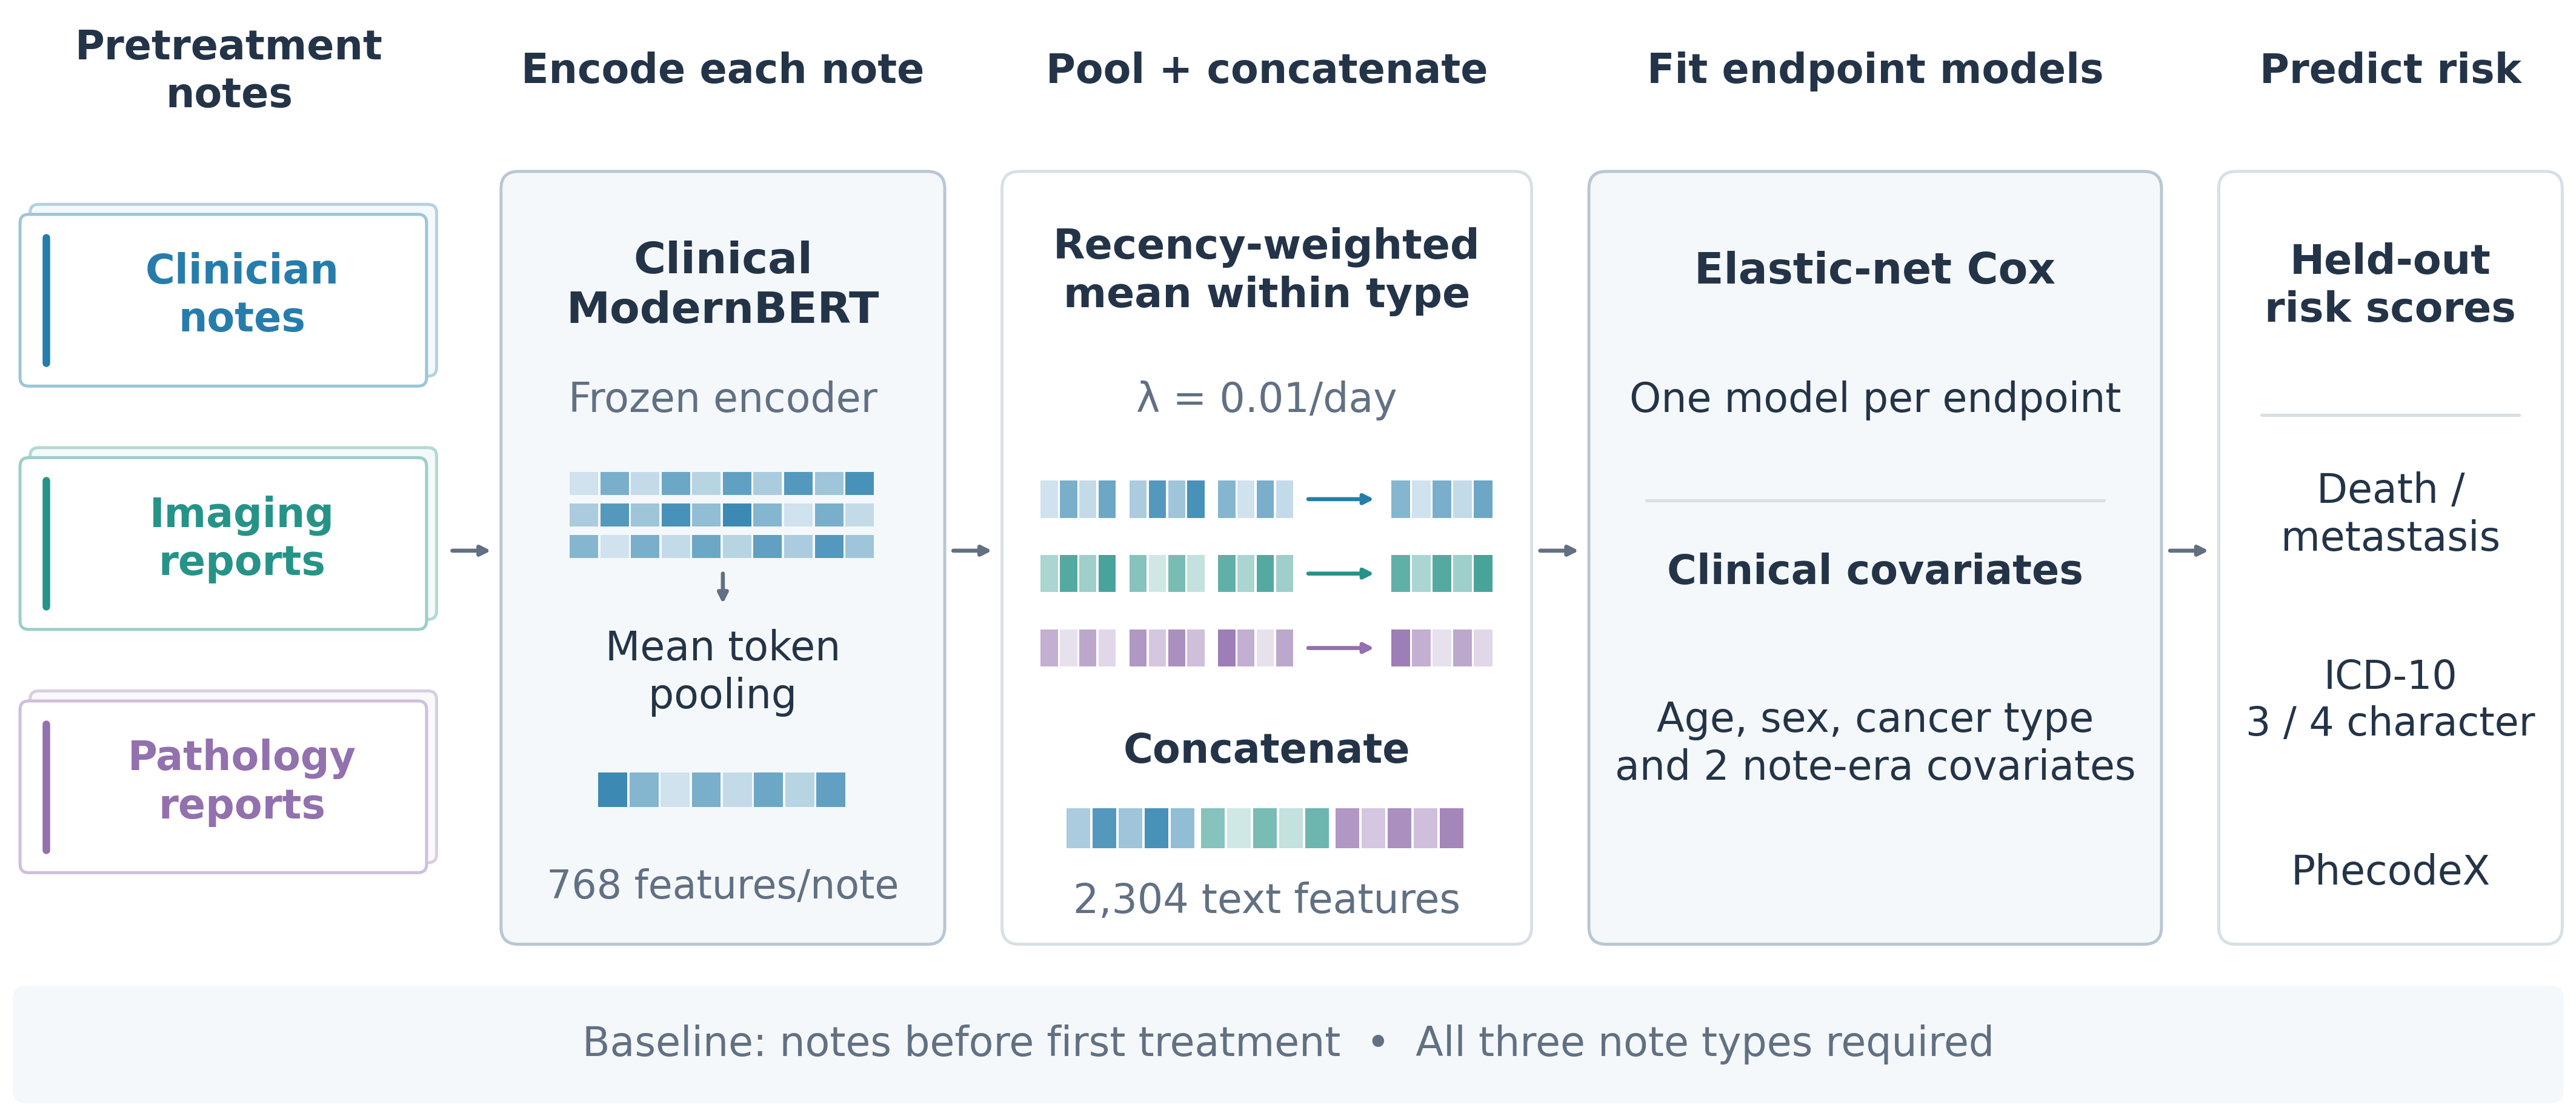 Pretreatment
notes
Encode each note
Pool + concatenate
Fit endpoint models
Predict risk
Clinician
notes
Imaging
reports
Pathology
reports
Clinical
ModernBERT
Frozen encoder
Mean token
pooling
768 features/note
Recency-weighted
mean within type
λ = 0.01/day
Concatenate
2,304 text features
Elastic-net Cox
One model per endpoint
Clinical covariates
Age, sex, cancer type
and 2 note-era covariates
Held-out
risk scores
Death /
metastasis
ICD-10
3 / 4 character
PhecodeX
Baseline: notes before first treatment • All three note types required